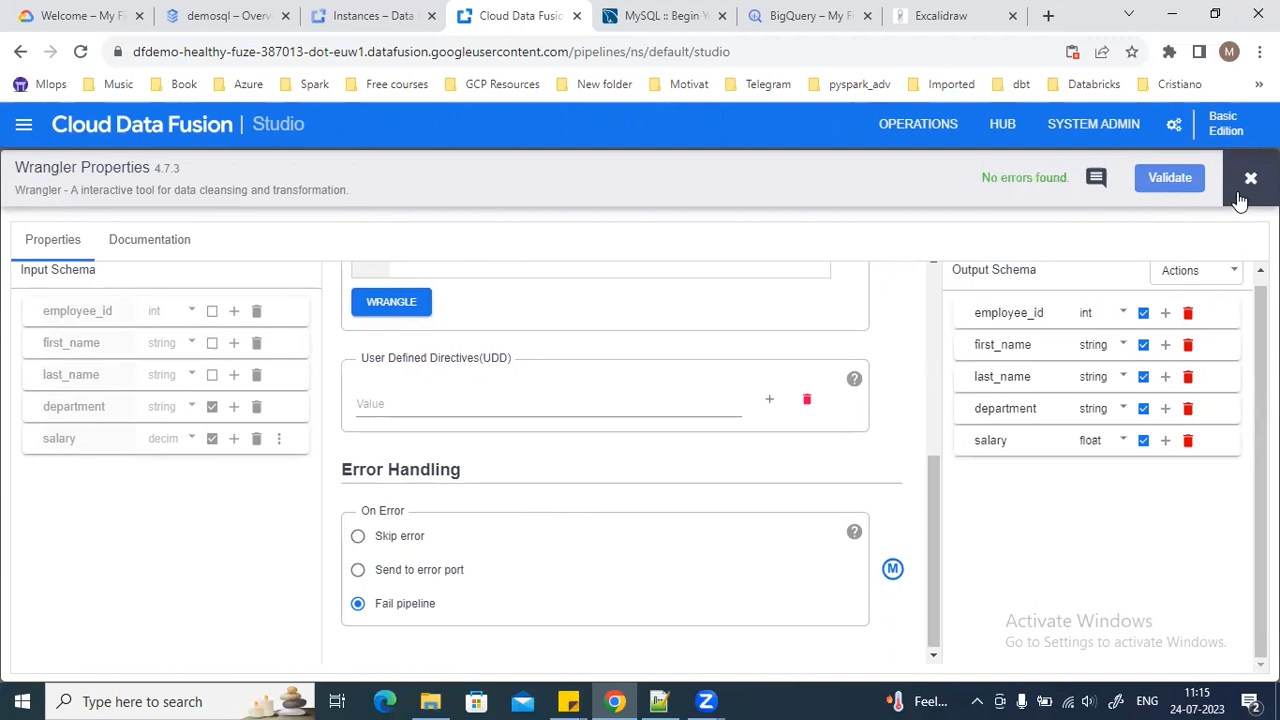 Welcome – My Fi
demosql – Overv
Instances – Data
Cloud Data Fusio
MySQL :: Begin Y
BigQuery – My F
Excalidraw
dfdemo-healthy-fuze-387013-dot-euw1.datafusion.googleusercontent.com/pipelines/ns/default/studio
M
Mlops
Music
Book
Azure
Spark
Free courses
GCP Resources
New folder
Motivat
Telegram
pyspark_adv
Imported
dbt
Databricks
Cristiano
»
Cloud Data Fusion | Studio
OPERATIONS
HUB
SYSTEM ADMIN
Basic
Edition
Wrangler Properties 4.7.3
Wrangler - A interactive tool for data cleansing and transformation.
No errors found.
Validate
Properties
Documentation
Input Schema
employee_id int
first_name string
last_name string
department string
salary decim
WRANGLE
User Defined Directives(UDD)
Value
Error Handling
On Error
Skip error
Send to error port
Fail pipeline
M
Output Schema
Actions
employee_id int
first_name string
last_name string
department string
salary float
Activate Windows
Go to Settings to activate Windows.
Type here to search
Feel...
ENG
11:15
24-07-2023
2